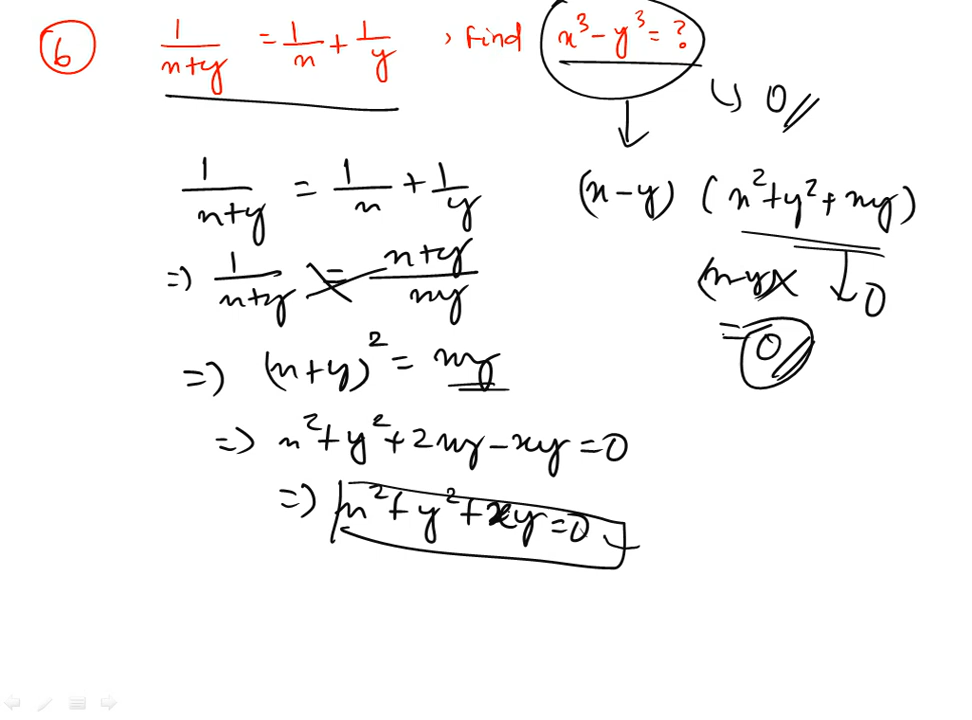 6 1/(x+y) = 1/x + 1/y , find x³ - y³ = ?
↳ 0//
1/(x+y) = 1/x + 1/y
(x-y) (x²+y²+xy)
=> 1/(x+y) = (x+y)/xy
(x-y)× 0
= 0//
=> (x+y)² = xy
=> x²+y²+2xy-xy=0
=> x²+y²+xy=0